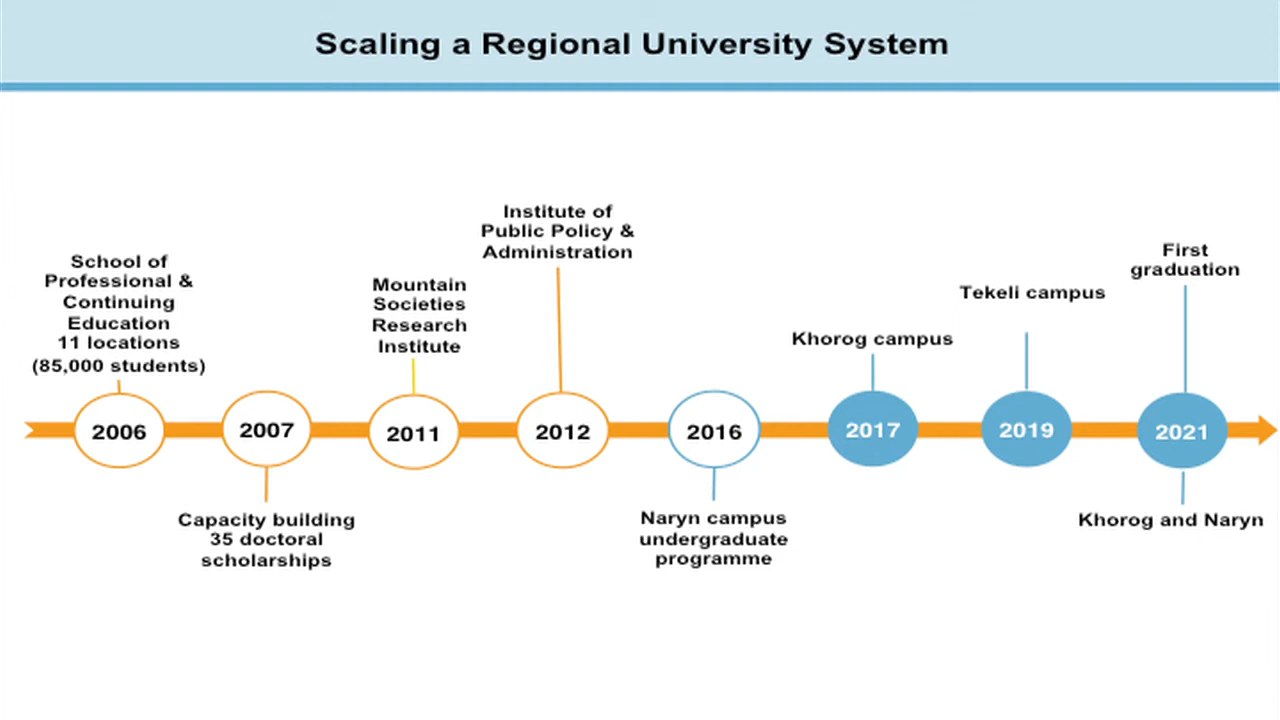 Scaling a Regional University System
School of
Professional &
Continuing
Education
11 locations
(85,000 students)
2006
2007
Capacity building
35 doctoral
scholarships
Mountain
Societies
Research
Institute
2011
Institute of
Public Policy &
Administration
2012
2016
Naryn campus
undergraduate
programme
Khorog campus
2017
Tekeli campus
2019
First
graduation
2021
Khorog and Naryn